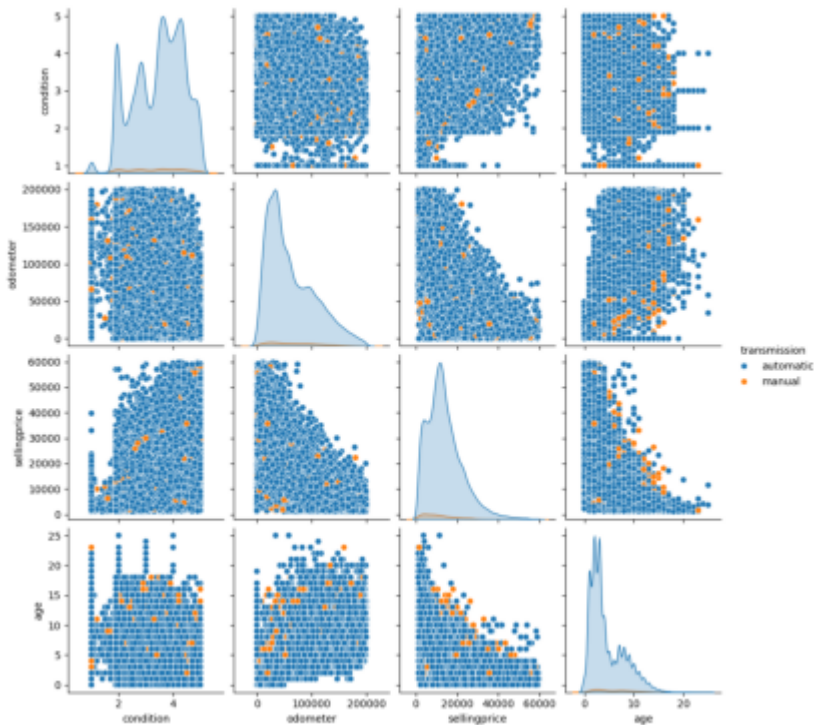 5
4
3
2
1
condition
200000
150000
100000
50000
0
odometer
60000
50000
40000
30000
20000
10000
0
sellingprice
25
20
15
10
5
0
age
2 4
condition
0 100000 200000
odometer
0 20000 40000 60000
sellingprice
0 10 20
age
transmission
automatic
manual